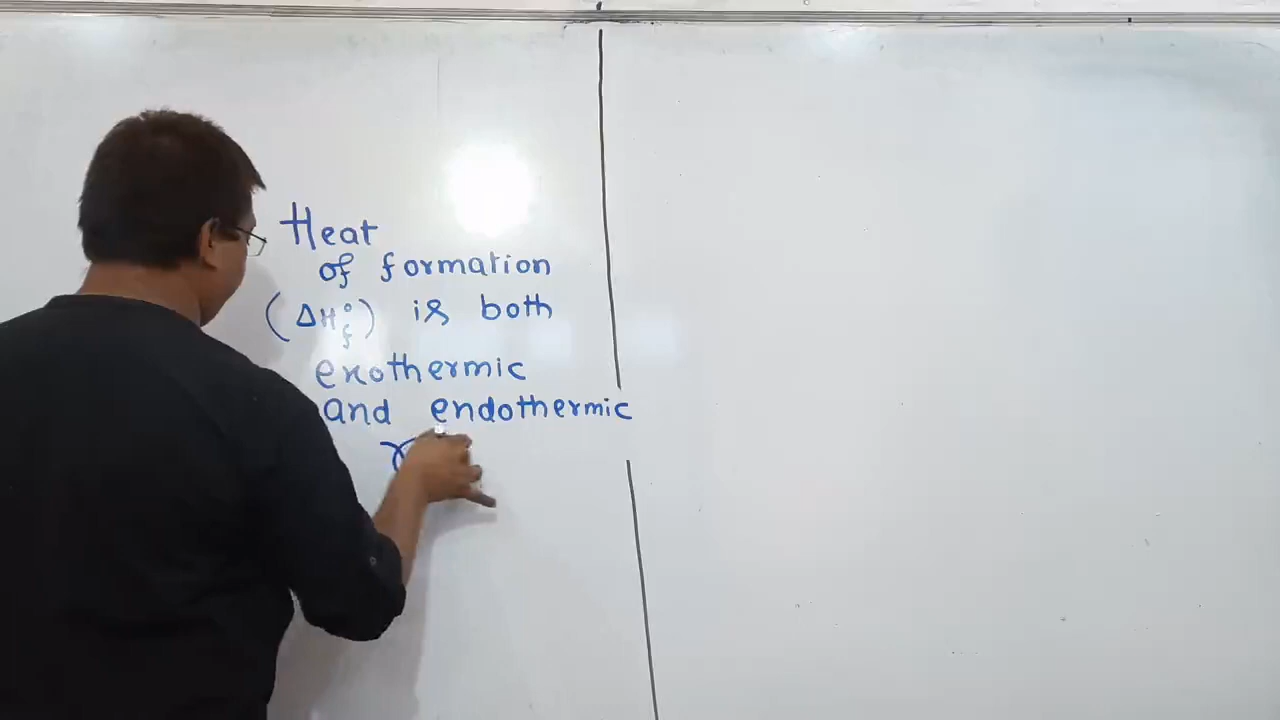 Heat
of formation
(ΔH°f) is both
exothermic
and endothermic